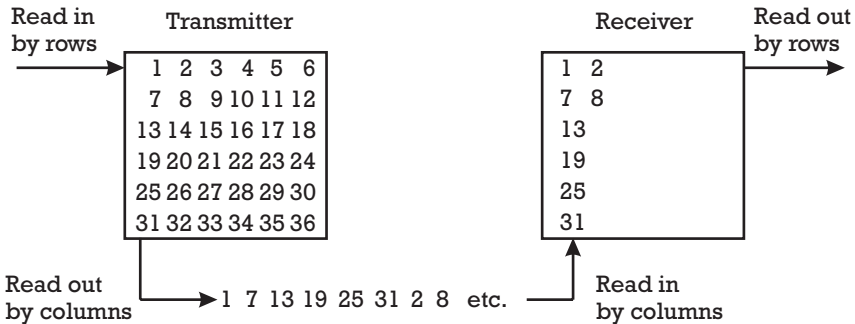 Read in
by rows
Transmitter
1 2 3 4 5 6
7 8 9 10 11 12
13 14 15 16 17 18
19 20 21 22 23 24
25 26 27 28 29 30
31 32 33 34 35 36
Read out
by columns
1 7 13 19 25 31 2 8 etc.
Receiver
1 2
7 8
13
19
25
31
Read in
by columns
Read out
by rows